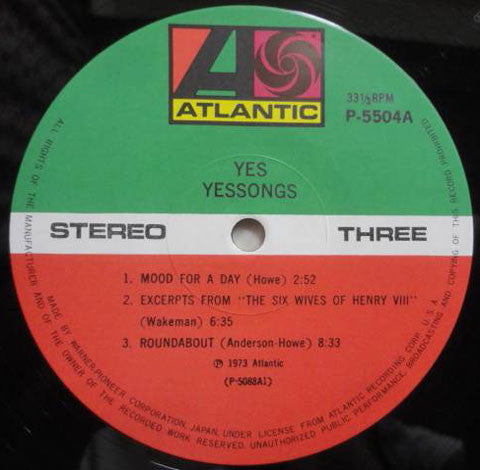 ATLANTIC
33⅓RPM
P-5504A
YES
YESSONGS
STEREO
THREE
1. MOOD FOR A DAY (Howe) 2:52
2. EXCERPTS FROM "THE SIX WIVES OF HENRY VIII"
(Wakeman) 6:35
3. ROUNDABOUT (Anderson-Howe) 8:33
Ⓟ 1973 Atlantic
(P-5088A1)
ALL RIGHTS OF THE MANUFACTURER AND OF THE OWNER OF THE RECORDED WORK RESERVED. UNAUTHORIZED PUBLIC PERFORMANCE, BROADCASTING AND COPYING OF THIS RECORD PROHIBITED
MADE BY WARNER-PIONEER CORPORATION, JAPAN, UNDER LICENSE FROM ATLANTIC RECORDING CORP. U.S.A.